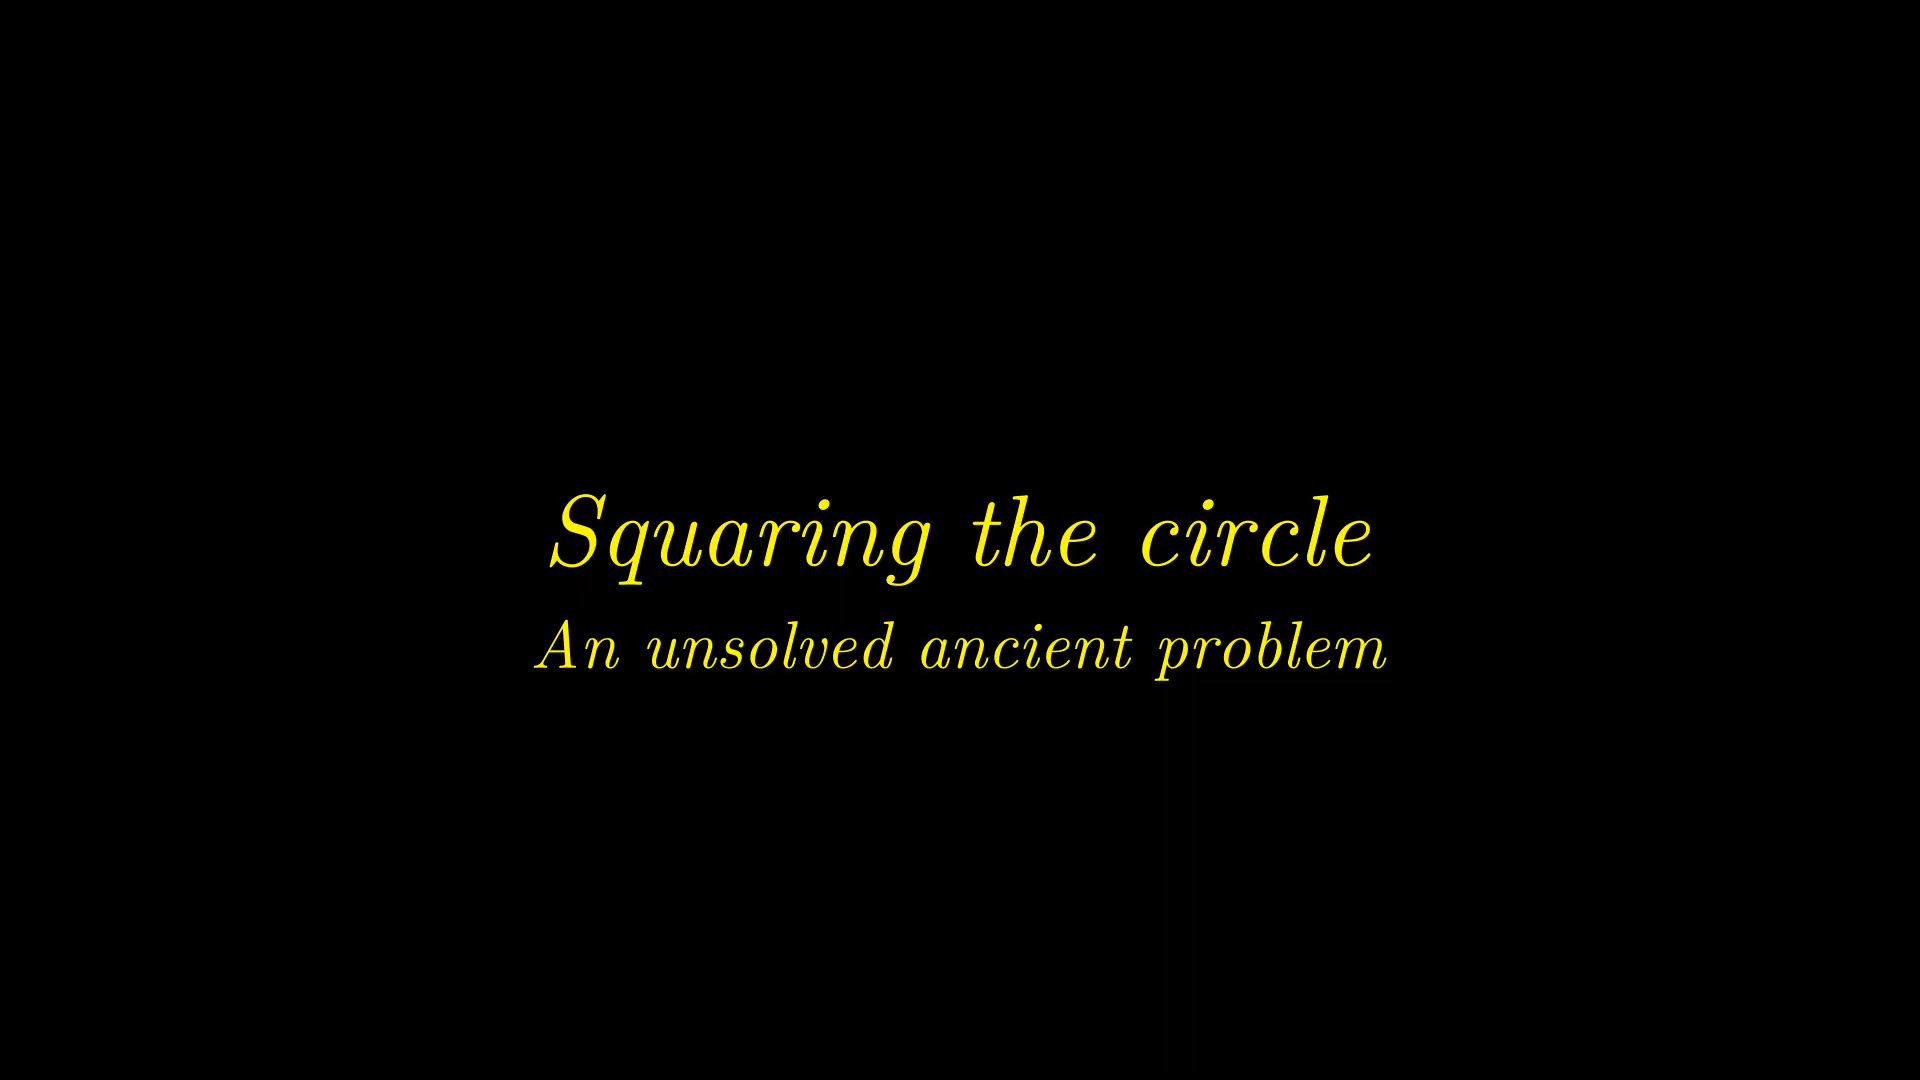 Squaring the circle
An unsolved ancient problem